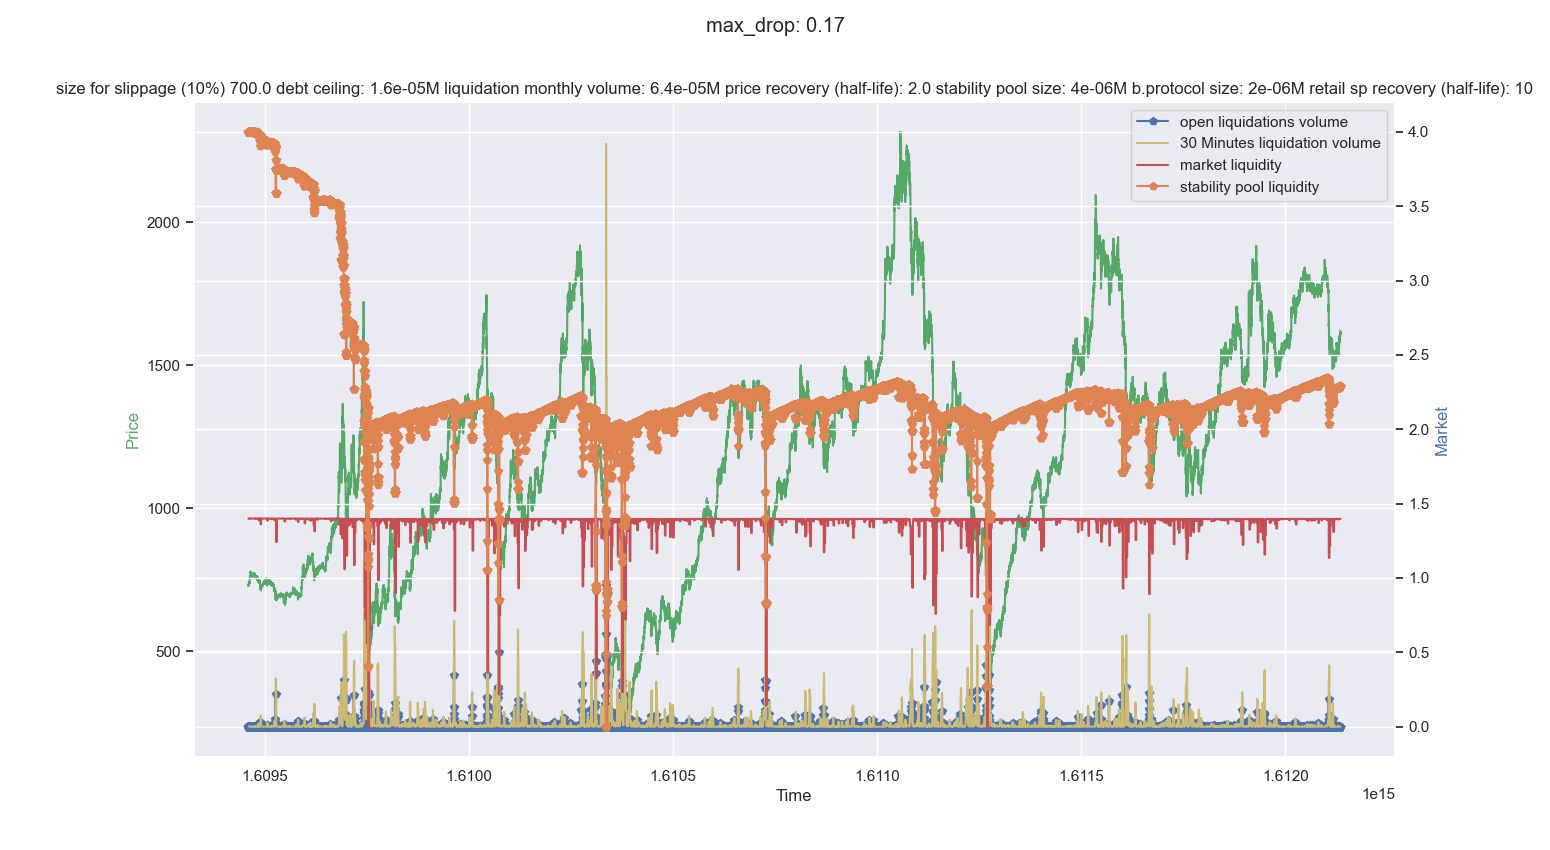 max_drop: 0.17
size for slippage (10%) 700.0 debt ceiling: 1.6e-05M liquidation monthly volume: 6.4e-05M price recovery (half-life): 2.0 stability pool size: 4e-06M b.protocol size: 2e-06M retail sp recovery (half-life): 10
open liquidations volume
30 Minutes liquidation volume
market liquidity
stability pool liquidity
Price
2000
1500
1000
500
4.0
3.5
3.0
2.5
2.0
1.5
1.0
0.5
0.0
Market
1.6095 1.6100 1.6105 1.6110 1.6115 1.6120
1e15
Time